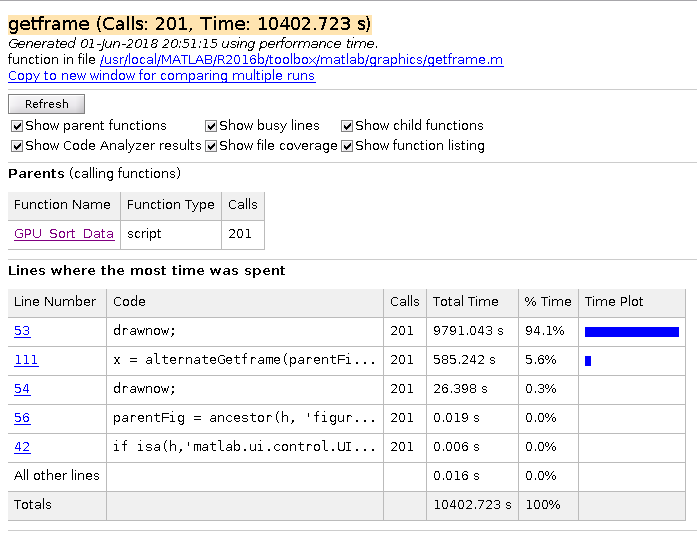 getframe (Calls: 201, Time: 10402.723 s)
Generated 01-Jun-2018 20:51:15 using performance time.
function in file /usr/local/MATLAB/R2016b/toolbox/matlab/graphics/getframe.m
Copy to new window for comparing multiple runs
Refresh
Show parent functions Show busy lines Show child functions
Show Code Analyzer results Show file coverage Show function listing
Parents (calling functions)
Function Name Function Type Calls
GPU_Sort_Data script 201
Lines where the most time was spent
Line Number Code Calls Total Time % Time Time Plot
53 drawnow; 201 9791.043 s 94.1%
111 x = alternateGetframe(parentFi... 201 585.242 s 5.6%
54 drawnow; 201 26.398 s 0.3%
56 parentFig = ancestor(h, 'figur... 201 0.019 s 0.0%
42 if isa(h,'matlab.ui.control.UI... 201 0.006 s 0.0%
All other lines 0.016 s 0.0%
Totals 10402.723 s 100%